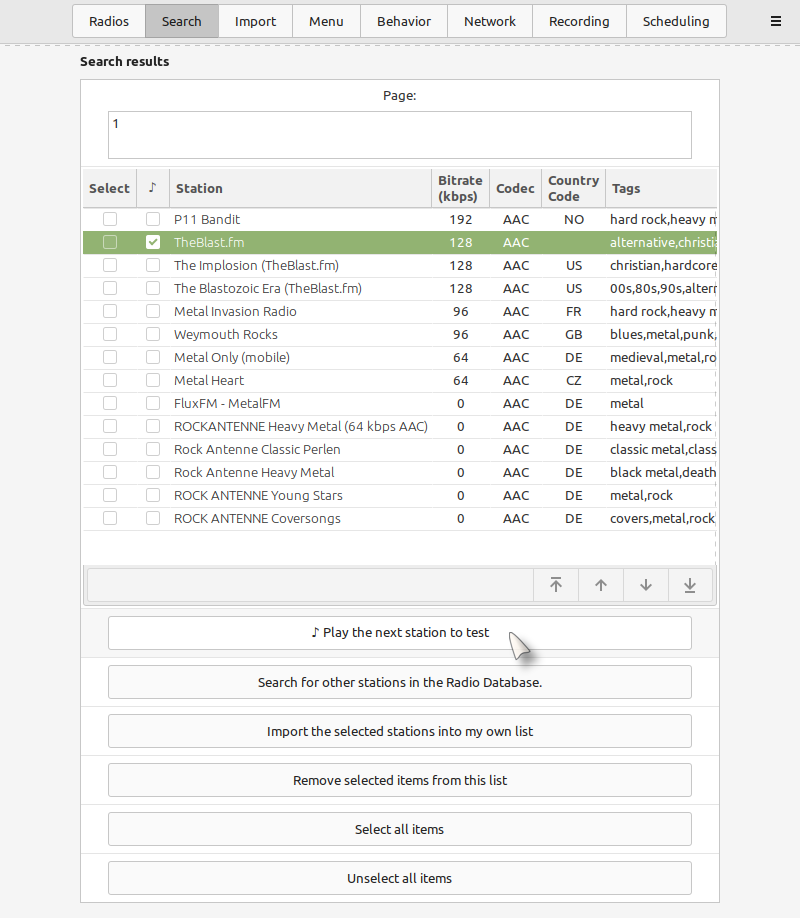 Radios Search Import Menu Behavior Network Recording Scheduling
Search results
Page:
1
Select ♪ Station Bitrate (kbps) Codec Country Code Tags
P11 Bandit 192 AAC NO hard rock,heavy m
TheBlast.fm 128 AAC alternative,christia
The Implosion (TheBlast.fm) 128 AAC US christian,hardcore
The Blastozoic Era (TheBlast.fm) 128 AAC US 00s,80s,90s,altern
Metal Invasion Radio 96 AAC FR hard rock,heavy m
Weymouth Rocks 96 AAC GB blues,metal,punk,
Metal Only (mobile) 64 AAC DE medieval,metal,ro
Metal Heart 64 AAC CZ metal,rock
FluxFM - MetalFM 0 AAC DE metal
ROCKANTENNE Heavy Metal (64 kbps AAC) 0 AAC DE heavy metal,rock
Rock Antenne Classic Perlen 0 AAC DE classic metal,class
Rock Antenne Heavy Metal 0 AAC DE black metal,death
ROCK ANTENNE Young Stars 0 AAC DE metal,rock
ROCK ANTENNE Coversongs 0 AAC DE covers,metal,rock
♪ Play the next station to test
Search for other stations in the Radio Database.
Import the selected stations into my own list
Remove selected items from this list
Select all items
Unselect all items